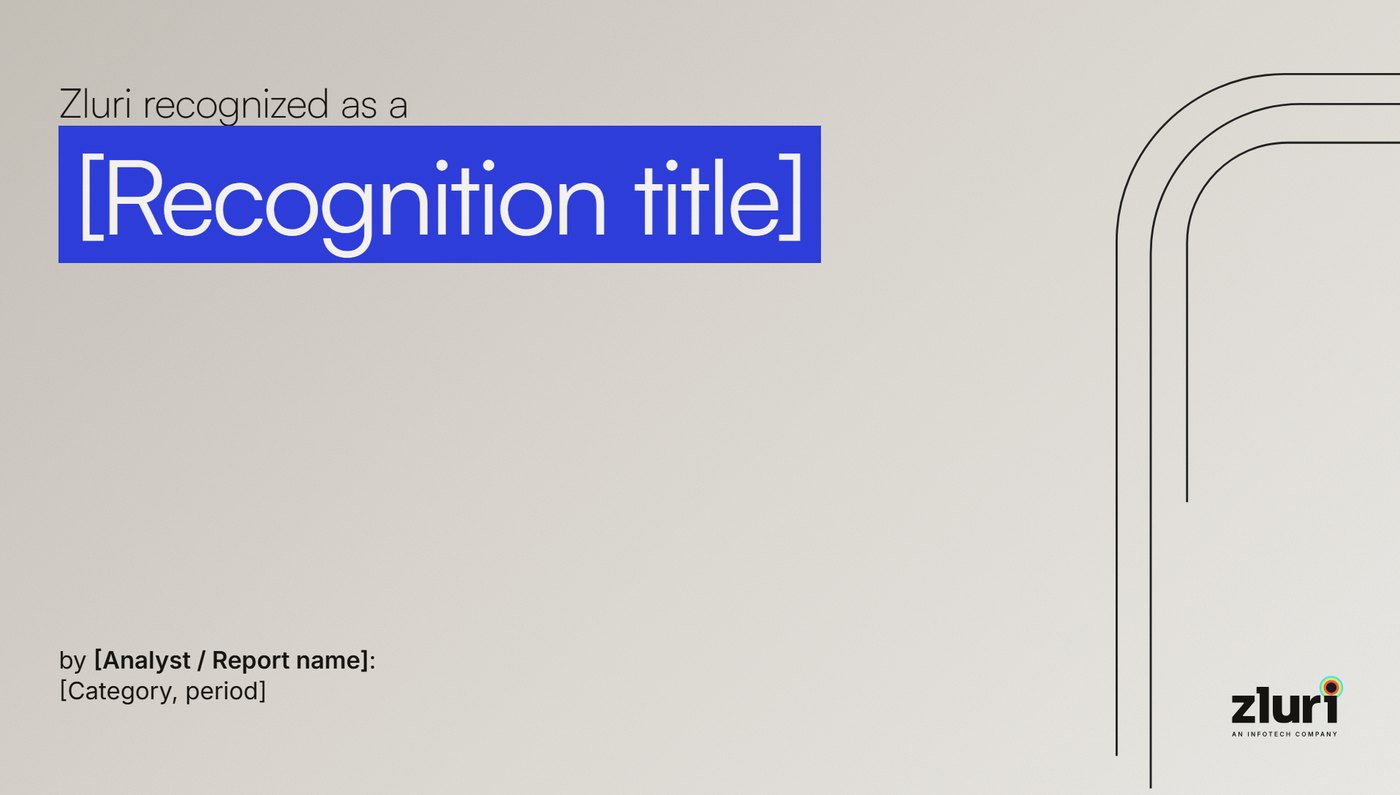 Zluri recognized as a
[Recognition title]
by [Analyst / Report name]:
[Category, period]
zluri
AN INFOTECH COMPANY